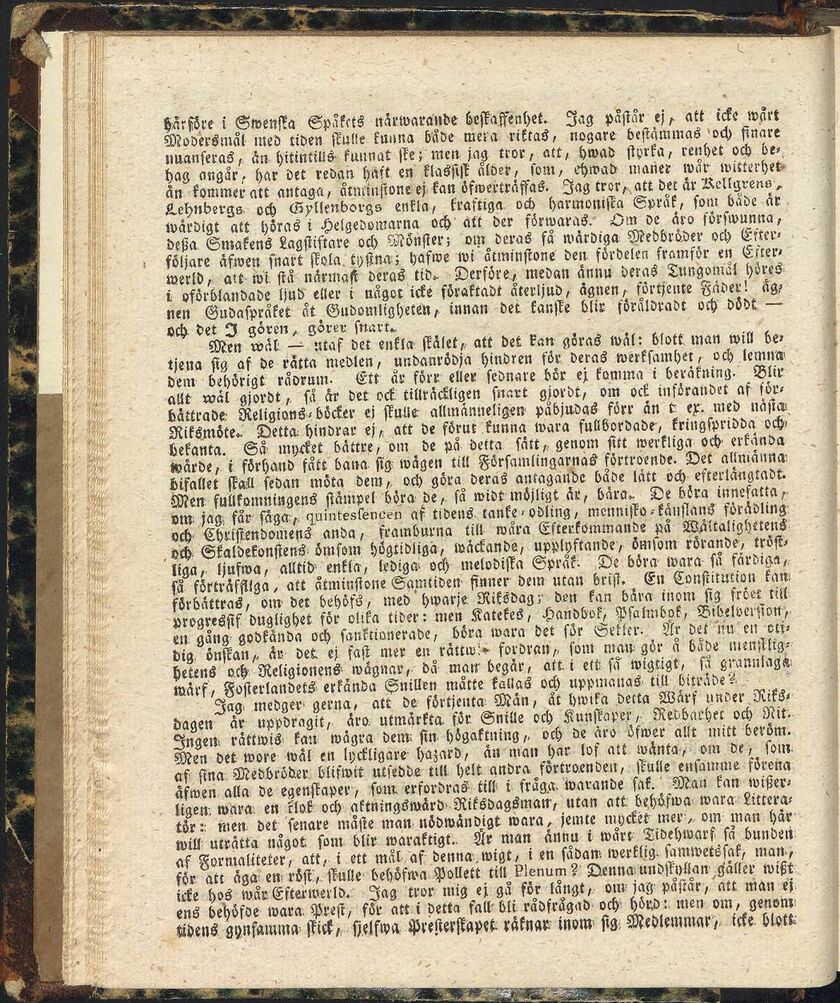 härföre i Swenska Språkets närwarande beskaffenhet. Jag påstår ej, att icke wårt
Modersmål med tiden skulle kunna både mera riktas, nogare bestämmas och finare
nuanseras, än hitintills kunnat ske; men jag tror, att, hwad styrka, renhet och be-
hag angår, har det redan haft en klassisk ålder, som, ehwad maner wår witterhet
än kommer att antaga, åtminstone ej kan öfwerträffas. Jag tror, att det är Kellgrens,
Lehnbergs och Gyllenborgs enkla, kraftiga och harmoniska Språk, som både är
wårdigt att höras i Helgedomarna och att der förwaras. Om de äro förswunna,
deßa Smakens Lagstiftare och Mönster; om deras få wärdiga Medbröder och Efter-
följare äfwen snart skola tystna; hafwe wi åtminstone den fördelen framför en Efter-
werld, att wi stå närmast deras tid. Derföre, medan ännu deras Tungomål höres
i oförblandade ljud eller i något icke föraktadt återljud, ägnen, förtjente Fäder! äg-
nen Gudaspråket åt Gudomligheten, innan det kanske blir föråldradt och dödt —
och det I gören, görer snart.
Men wäl — utaf det enkla skälet, att det kan göras wäl: blott man will be-
tjena sig af de rätta medlen, undanrödja hindren för deras werksamhet, och lemna
dem behörigt rådrum. Ett år förr eller sednare bör ej komma i beräkning. Blir
allt wäl gjordt, så är det ock tillräckligen snart gjordt, om ock införandet af för-
bättrade Religions-böcker ej skulle allmänneligen påbjudas förr än t ex. med nästa
Riksmöte. Detta hindrar ej, att de förut kunna wara fullbordade, kringspridda och
bekanta. Så mycket bättre, om de på detta sätt, genom sitt werkliga och erkända
wärde, i förhand fått bana sig wägen till Församlingarnas förtroende. Det allmänna
bifallet skall sedan möta dem, och göra deras antagande både lätt och efterlängtadt.
Men fullkomningens stämpel böra de, så widt möjligt är, bära. De böra innefatta,
om jag får säga, quintessencen af tidens tanke-odling, mennisko-känslans förädling
och Christendomens anda, framburna till wåra Efterkommande på Wältalighetens
och Skaldekonstens ömsom högtidliga, wäckande, upplyftande, ömsom rörande, tröst-
liga, ljufwa, alltid enkla, lediga och melodiska Språk. De böra wara så färdiga,
så förträffliga, att åtminstone Samtiden finner dem utan brist. En Constitution kan
förbättras, om det behöfs, med hwarje Riksdag; den kan bära inom sig fröet till
progressif duglighet för olika tider: men Katekes, Handbok, Psalmbok, Bibelversion,
en gång godkända och sanktionerade, böra wara det för Sekler. Är det nu en oti-
dig önskan, är det ej fast mer en rättwis fordran, som man gör å både mensklig-
hetens och Religionens wägnar, då man begär, att i ett så wigtigt, så grannlaga
wärf, Fosterlandets erkända Snillen måtte kallas och uppmanas till biträde?
Jag medger gerna, att de förtjenta Män, åt hwilka detta Wärf under Riks-
dagen är uppdragit, äro utmärkta för Snille och Kunskaper, Redbarhet och Nit.
Ingen rättwis kan wägra dem sin högaktning, och de äro öfwer allt mitt beröm.
Men det wore wäl en lyckligare hazard, än man har lof att wänta, om de, som
af sina Medbröder blifwit utsedde till helt andra förtroenden, skulle ensamme förena
äfwen alla de egenskaper, som erfordras till i fråga warande sak. Man kan wißer-
ligen wara en klok och aktningswärd Riksdagsman, utan att behöfwa wara Littera-
tör: men det senare måste man nödwändigt wara, jemte mycket mer, om man här
will uträtta något som blir waraktigt. Är man ännu i wårt Tidehwarf så bunden
af Formaliteter, att, i ett mål af denna wigt, i en sådan werklig samwetssak, man,
för att äga en röst, skulle behöfwa Pollett till Plenum? Denna undskyllan gäller wißt
icke hos wår Efterwerld. Jag tror mig ej gå för långt, om jag påstår, att man ej
ens behöfde wara Prest, för att i detta fall bli rådfrågad och hörd: men om, genom
tidens gynsamma skick, sjelfwa Presterskapet räknar inom sig Medlemmar, icke blott